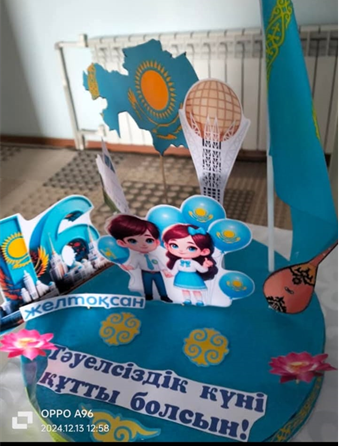 16
желтоқсан
Тәуелсіздік күні
құтты болсын!
OPPO A96
2024.12.13 12:58